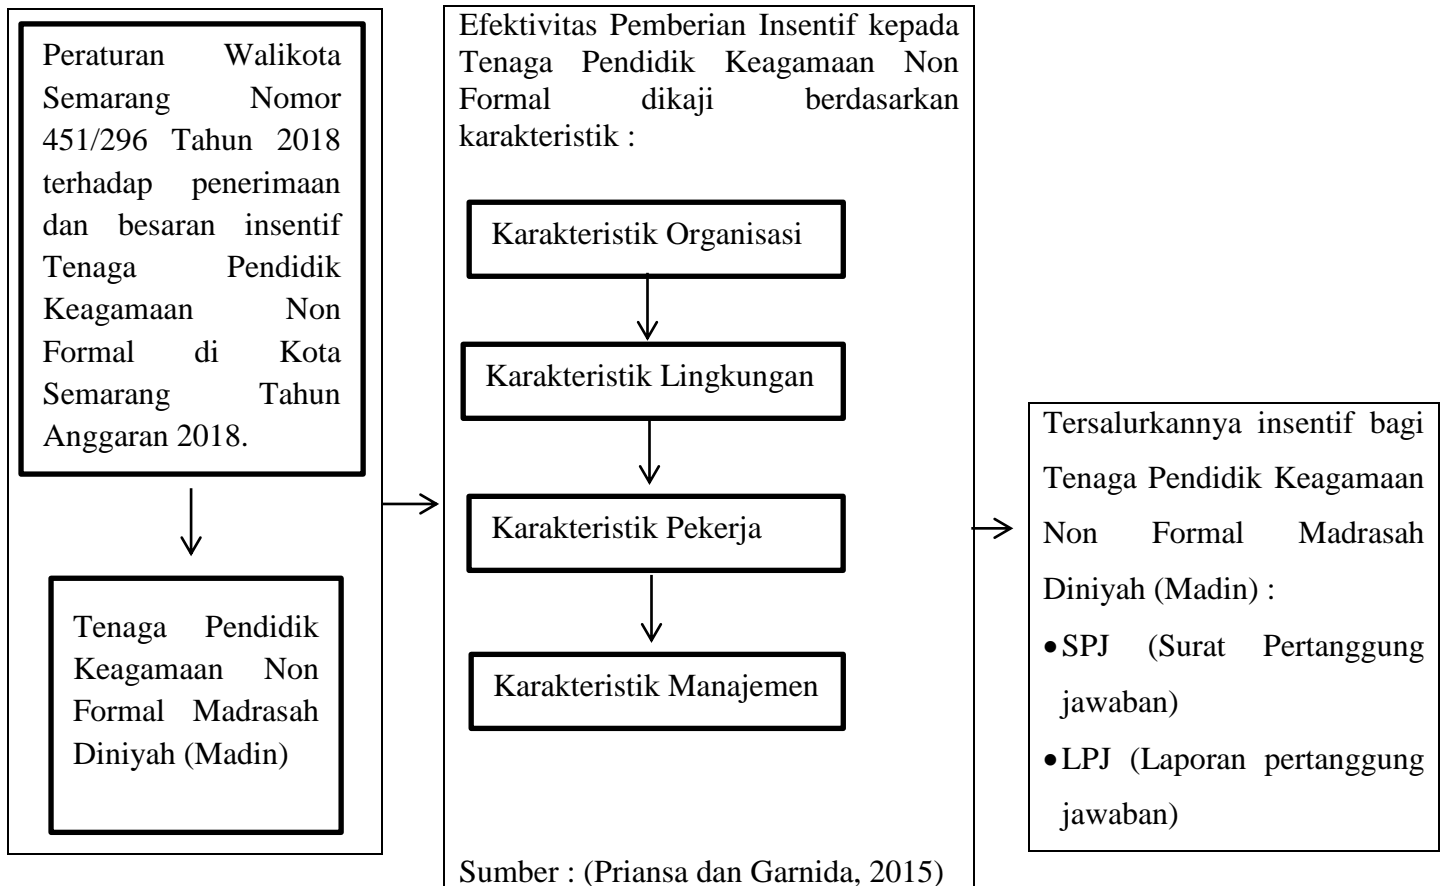 Peraturan Walikota
Semarang Nomor
451/296 Tahun 2018
terhadap penerimaan
dan besaran insentif
Tenaga Pendidik
Keagamaan Non
Formal di Kota
Semarang Tahun
Anggaran 2018.
Tenaga Pendidik
Keagamaan Non
Formal Madrasah
Diniyah (Madin)
Efektivitas Pemberian Insentif kepada
Tenaga Pendidik Keagamaan Non
Formal dikaji berdasarkan
karakteristik :
Karakteristik Organisasi
Karakteristik Lingkungan
Karakteristik Pekerja
Karakteristik Manajemen
Sumber : (Priansa dan Garnida, 2015)
Tersalurkannya insentif bagi
Tenaga Pendidik Keagamaan
Non Formal Madrasah
Diniyah (Madin) :
•SPJ (Surat Pertanggung
jawaban)
•LPJ (Laporan pertanggung
jawaban)